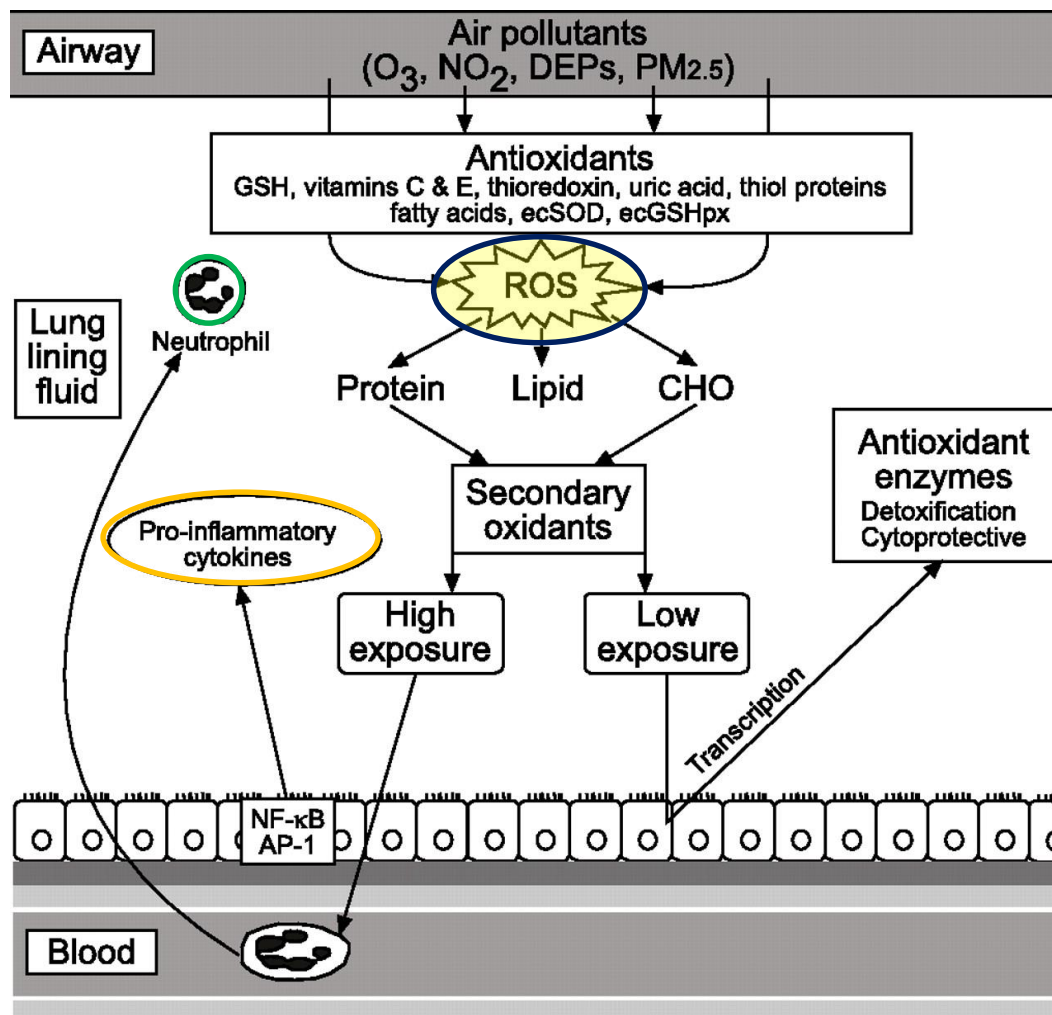 Airway
Air pollutants
(O3, NO2, DEPs, PM2.5)
Antioxidants
GSH, vitamins C & E, thioredoxin, uric acid, thiol proteins
fatty acids, ecSOD, ecGSHpx
ROS
Neutrophil
Lung
lining
fluid
Protein
Lipid
CHO
Antioxidant
enzymes
Detoxification
Cytoprotective
Secondary
oxidants
Pro-inflammatory
cytokines
High
exposure
Low
exposure
Transcription
NF-κB
AP-1
Blood